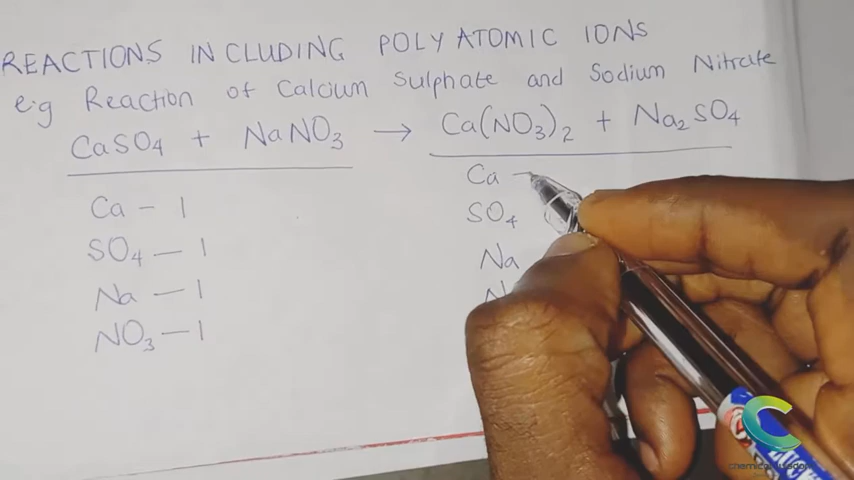 REACTIONS INCLUDING POLYATOMIC IONS
e.g Reaction of Calcium Sulphate and Sodium Nitrate
CaSO₄ + NaNO₃ → Ca(NO₃)₂ + Na₂SO₄
Ca – 1
SO₄ — 1
Na — 1
NO₃ — 1
Ca —
SO₄
Na